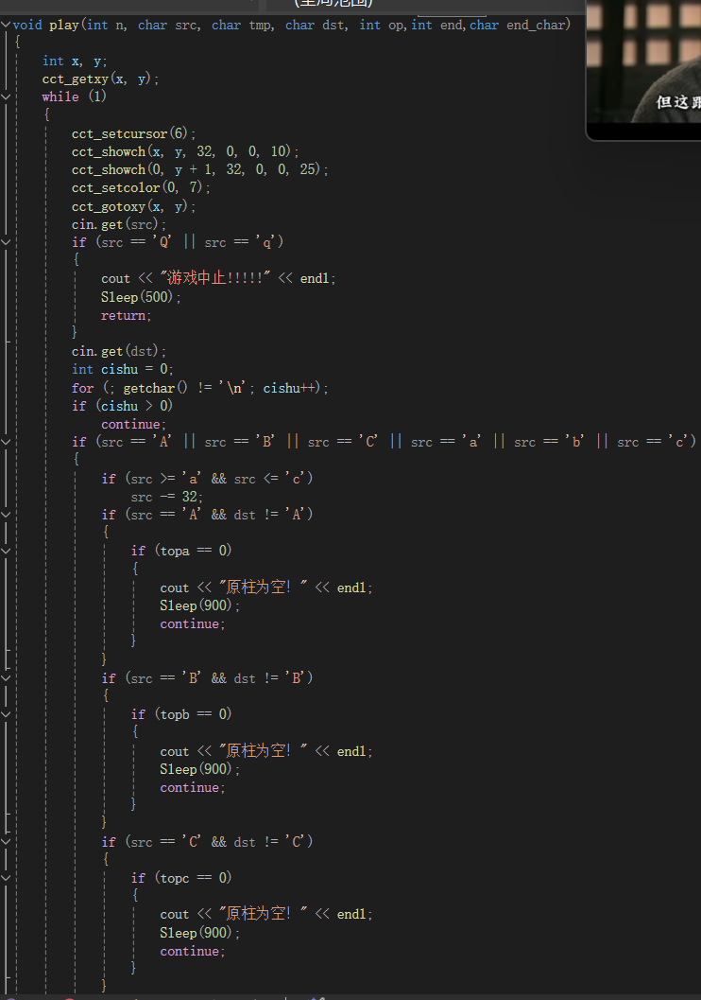 (全局范围)
void play(int n, char src, char tmp, char dst, int op,int end,char end_char)
{
int x, y;
cct_getxy(x, y);
while (1)
{
cct_setcursor(6);
cct_showch(x, y, 32, 0, 0, 10);
cct_showch(0, y + 1, 32, 0, 0, 25);
cct_setcolor(0, 7);
cct_gotoxy(x, y);
cin.get(src);
if (src == 'Q' || src == 'q')
{
cout << "游戏中止!!!!!" << endl;
Sleep(500);
return;
}
cin.get(dst);
int cishu = 0;
for (; getchar() != '\n'; cishu++);
if (cishu > 0)
continue;
if (src == 'A' || src == 'B' || src == 'C' || src == 'a' || src == 'b' || src == 'c')
{
if (src >= 'a' && src <= 'c')
src -= 32;
if (src == 'A' && dst != 'A')
{
if (topa == 0)
{
cout << "原柱为空！" << endl;
Sleep(900);
continue;
}
}
if (src == 'B' && dst != 'B')
{
if (topb == 0)
{
cout << "原柱为空！" << endl;
Sleep(900);
continue;
}
}
if (src == 'C' && dst != 'C')
{
if (topc == 0)
{
cout << "原柱为空！" << endl;
Sleep(900);
continue;
}
}
但这